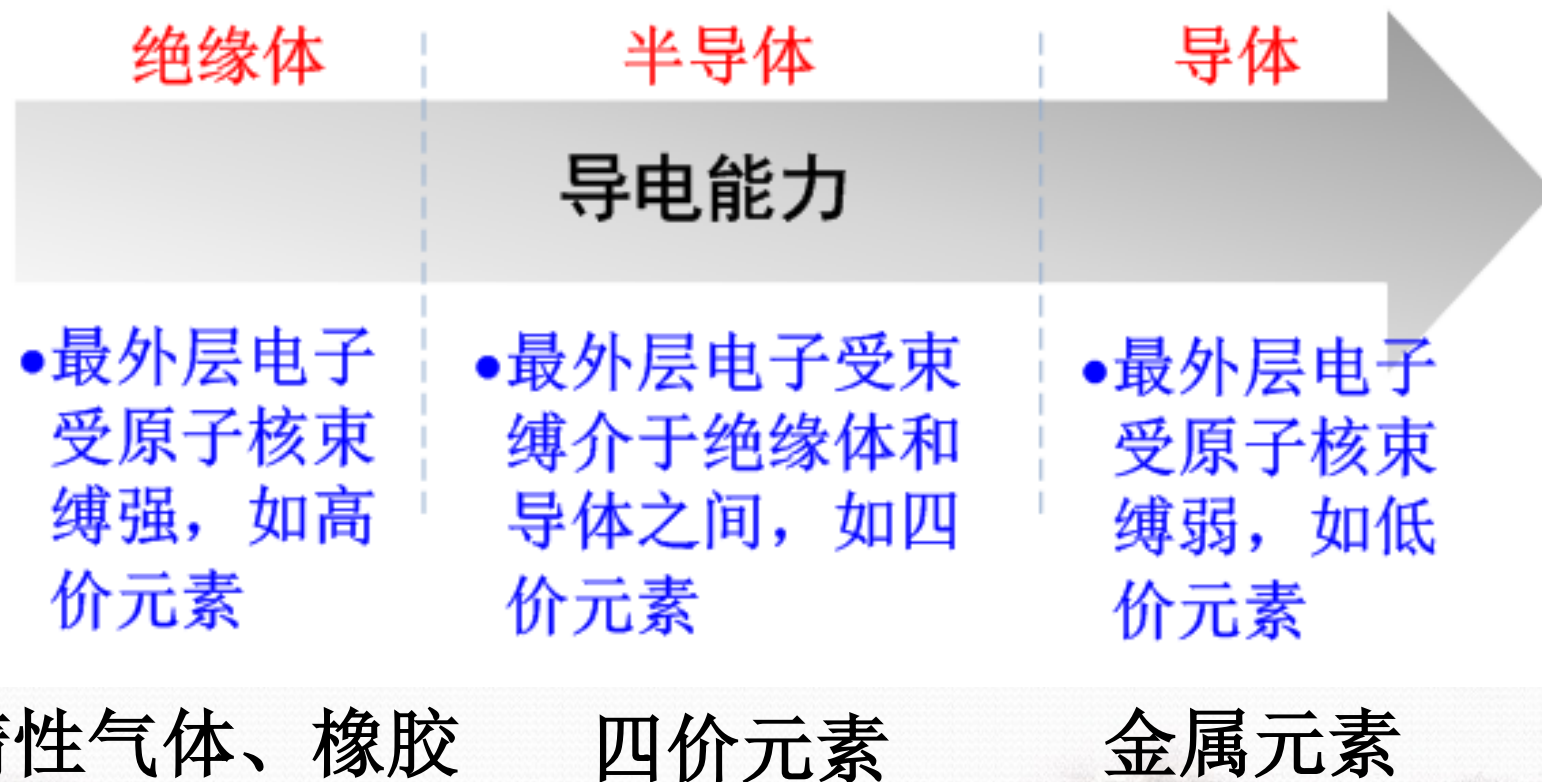 绝缘体
半导体
导体
导电能力
•最外层电子
受原子核束
缚强，如高
价元素
•最外层电子受束
缚介于绝缘体和
导体之间，如四
价元素
•最外层电子
受原子核束
缚弱，如低
价元素
性气体、橡胶
四价元素
金属元素